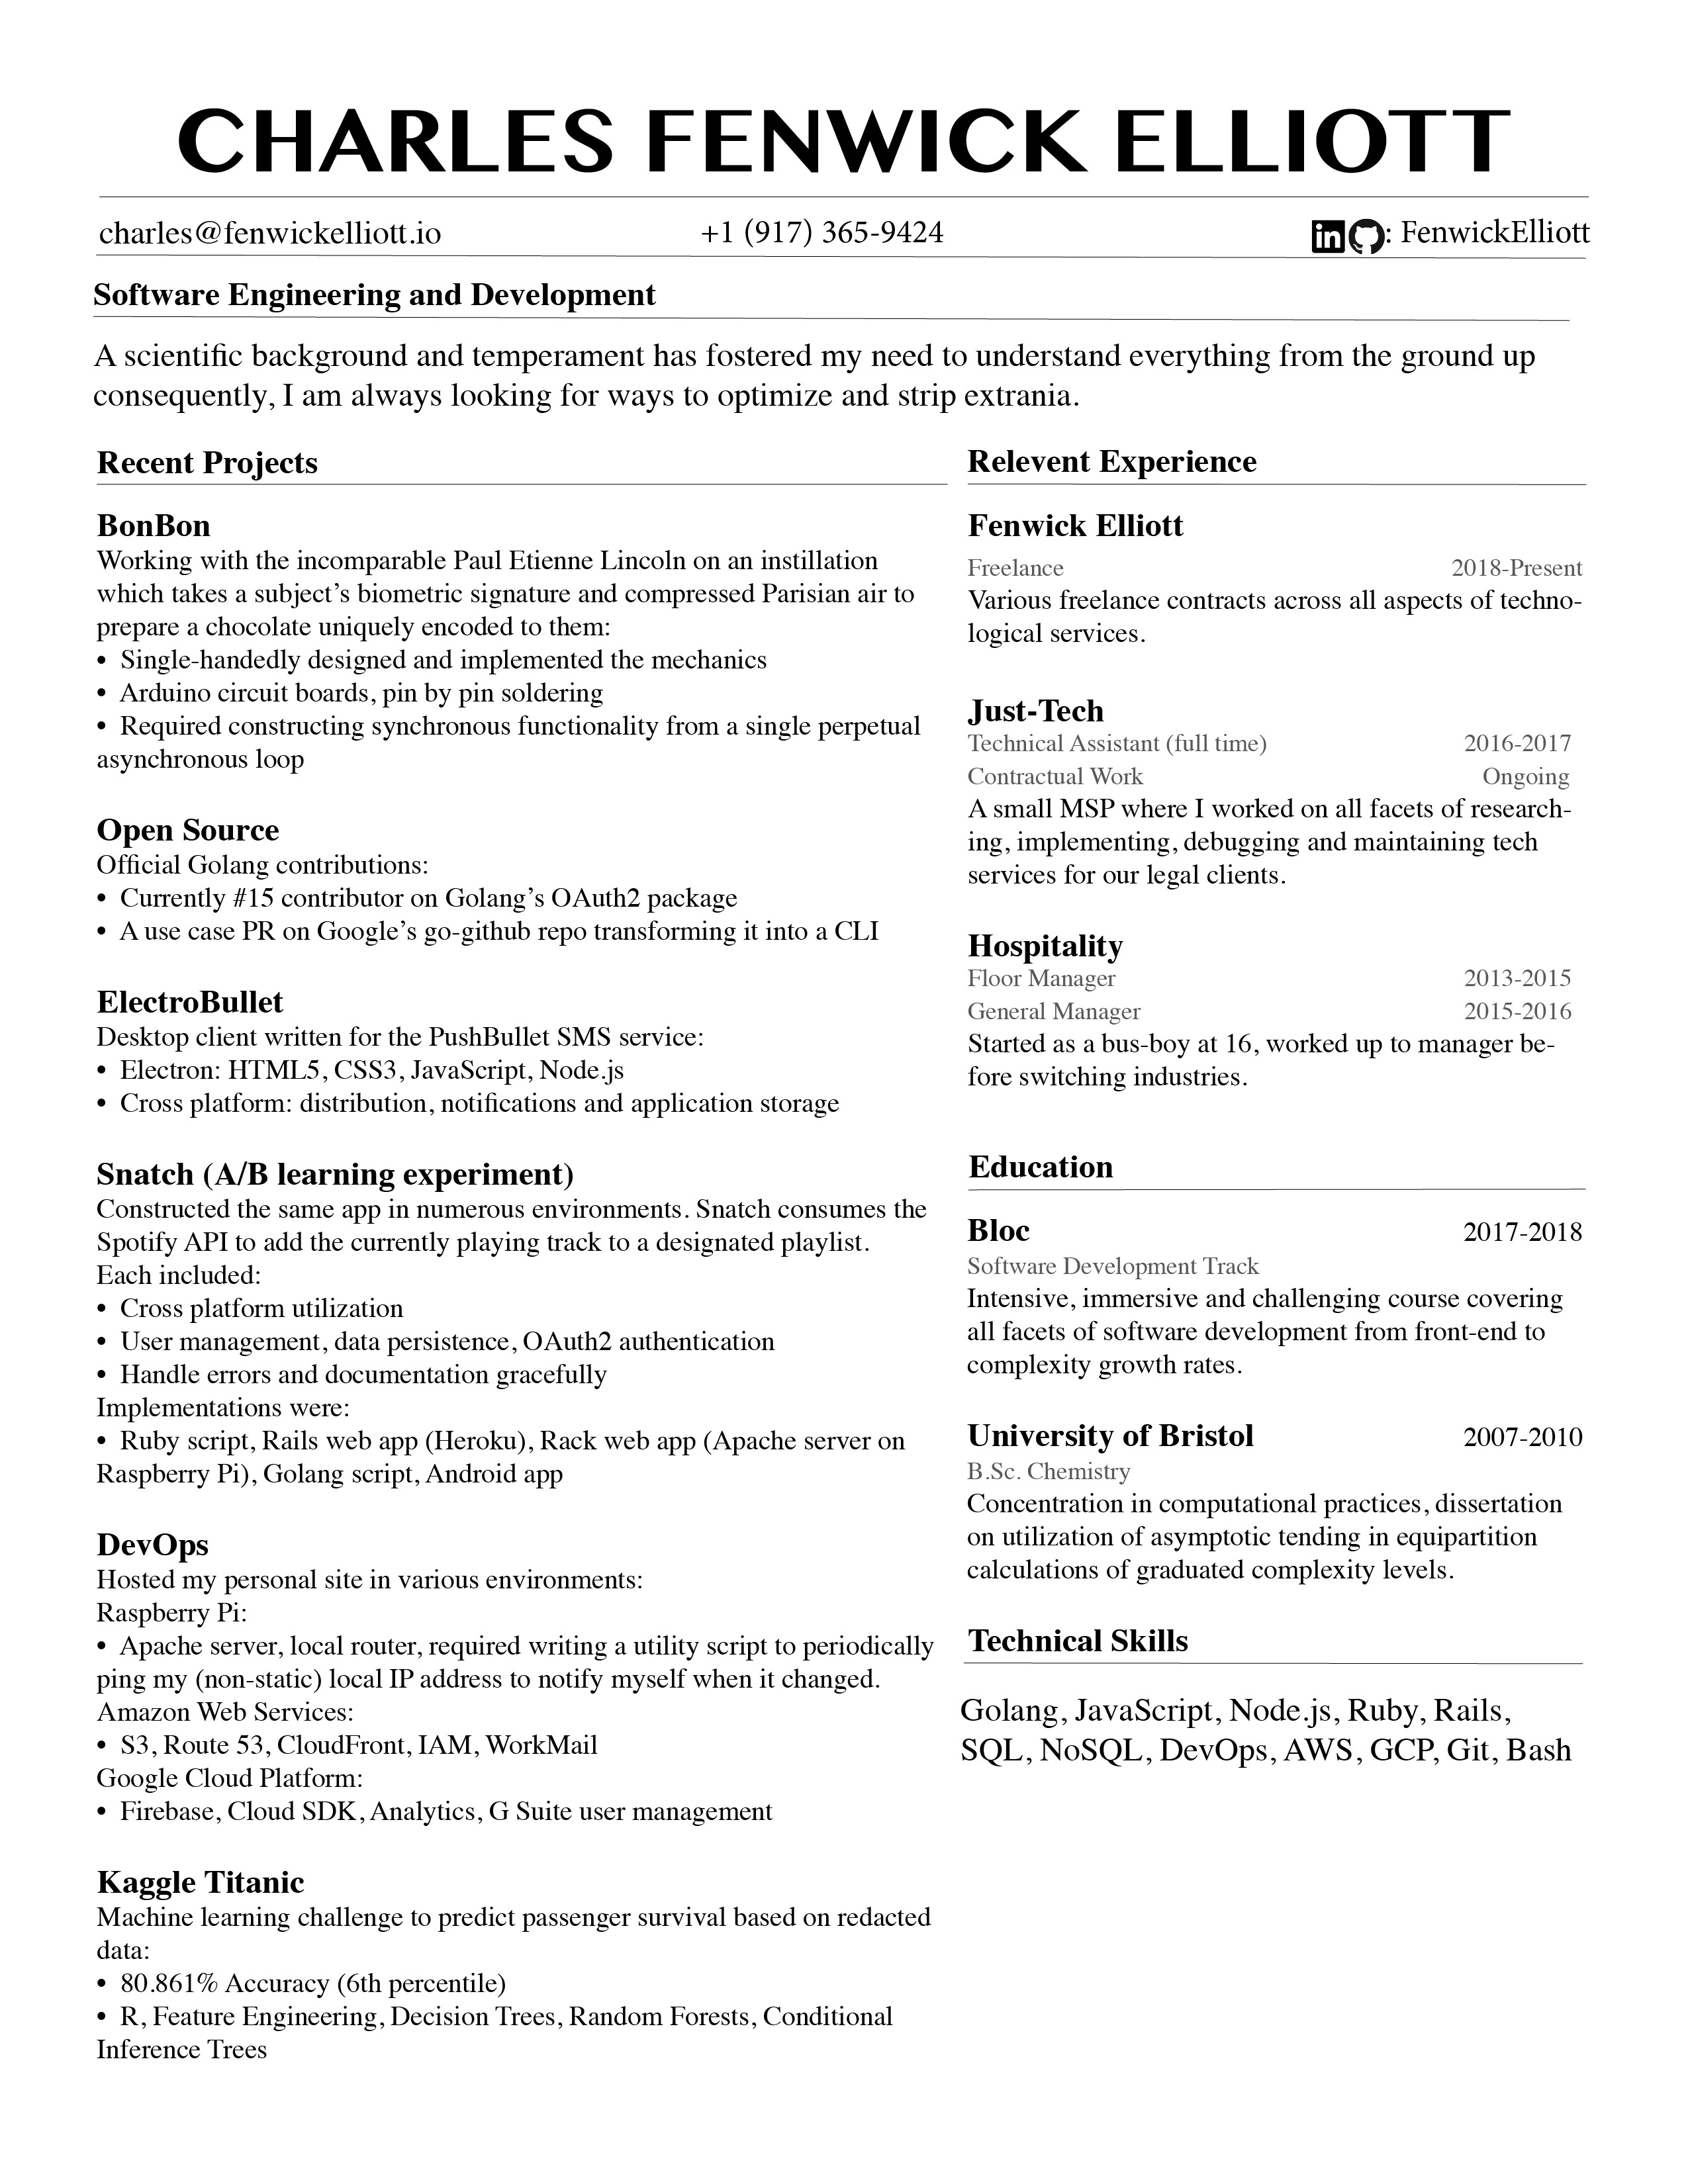 CHARLES FENWICK ELLIOTT
charles@fenwickelliott.io
+1 (917) 365-9424
in : FenwickElliott
Software Engineering and Development
A scientific background and temperament has fostered my need to understand everything from the ground up
consequently, I am always looking for ways to optimize and strip extrania.
Recent Projects
BonBon
Working with the incomparable Paul Etienne Lincoln on an instillation
which takes a subject’s biometric signature and compressed Parisian air to
prepare a chocolate uniquely encoded to them:
• Single-handedly designed and implemented the mechanics
• Arduino circuit boards, pin by pin soldering
• Required constructing synchronous functionality from a single perpetual
asynchronous loop
Open Source
Official Golang contributions:
• Currently #15 contributor on Golang’s OAuth2 package
• A use case PR on Google’s go-github repo transforming it into a CLI
ElectroBullet
Desktop client written for the PushBullet SMS service:
• Electron: HTML5, CSS3, JavaScript, Node.js
• Cross platform: distribution, notifications and application storage
Snatch (A/B learning experiment)
Constructed the same app in numerous environments. Snatch consumes the
Spotify API to add the currently playing track to a designated playlist.
Each included:
• Cross platform utilization
• User management, data persistence, OAuth2 authentication
• Handle errors and documentation gracefully
Implementations were:
• Ruby script, Rails web app (Heroku), Rack web app (Apache server on
Raspberry Pi), Golang script, Android app
DevOps
Hosted my personal site in various environments:
Raspberry Pi:
• Apache server, local router, required writing a utility script to periodically
ping my (non-static) local IP address to notify myself when it changed.
Amazon Web Services:
• S3, Route 53, CloudFront, IAM, WorkMail
Google Cloud Platform:
• Firebase, Cloud SDK, Analytics, G Suite user management
Kaggle Titanic
Machine learning challenge to predict passenger survival based on redacted
data:
• 80.861% Accuracy (6th percentile)
• R, Feature Engineering, Decision Trees, Random Forests, Conditional
Inference Trees
Relevent Experience
Fenwick Elliott
Freelance 2018-Present
Various freelance contracts across all aspects of techno-
logical services.
Just-Tech
Technical Assistant (full time) 2016-2017
Contractual Work Ongoing
A small MSP where I worked on all facets of research-
ing, implementing, debugging and maintaining tech
services for our legal clients.
Hospitality
Floor Manager 2013-2015
General Manager 2015-2016
Started as a bus-boy at 16, worked up to manager be-
fore switching industries.
Education
Bloc 2017-2018
Software Development Track
Intensive, immersive and challenging course covering
all facets of software development from front-end to
complexity growth rates.
University of Bristol 2007-2010
B.Sc. Chemistry
Concentration in computational practices, dissertation
on utilization of asymptotic tending in equipartition
calculations of graduated complexity levels.
Technical Skills
Golang, JavaScript, Node.js, Ruby, Rails,
SQL, NoSQL, DevOps, AWS, GCP, Git, Bash